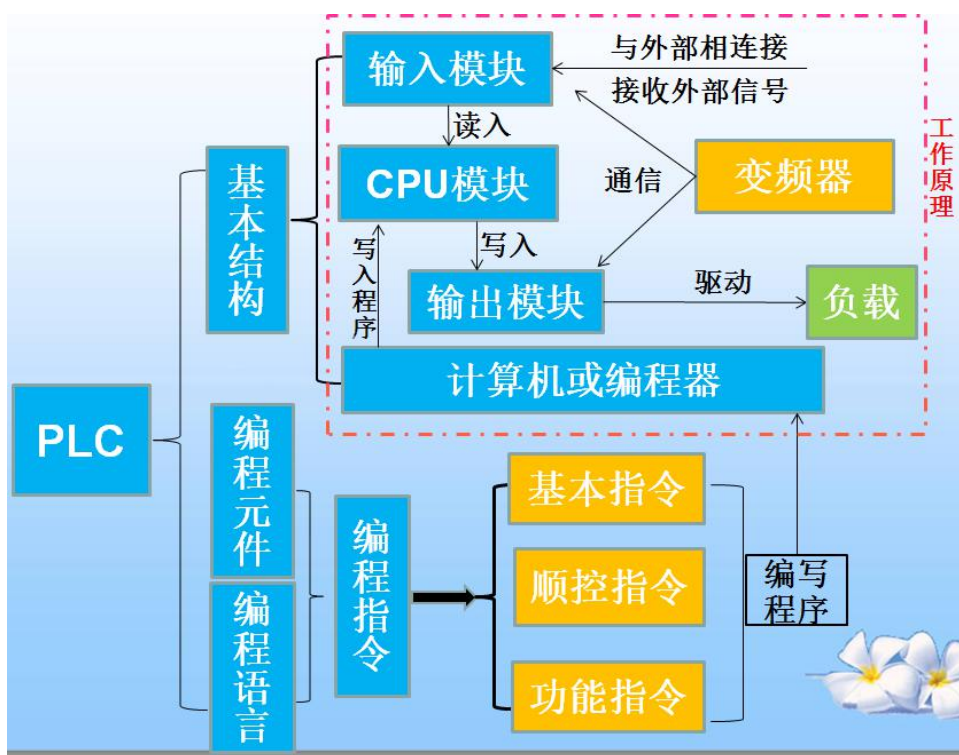 与外部相连接
输入模块
接收外部信号
读入
工作原理
基本结构
CPU模块
通信
变频器
写入程序
写入
输出模块
驱动
负载
计算机或编程器
PLC
编程元件
基本指令
编程指令
顺控指令
编写
程序
编程语言
功能指令